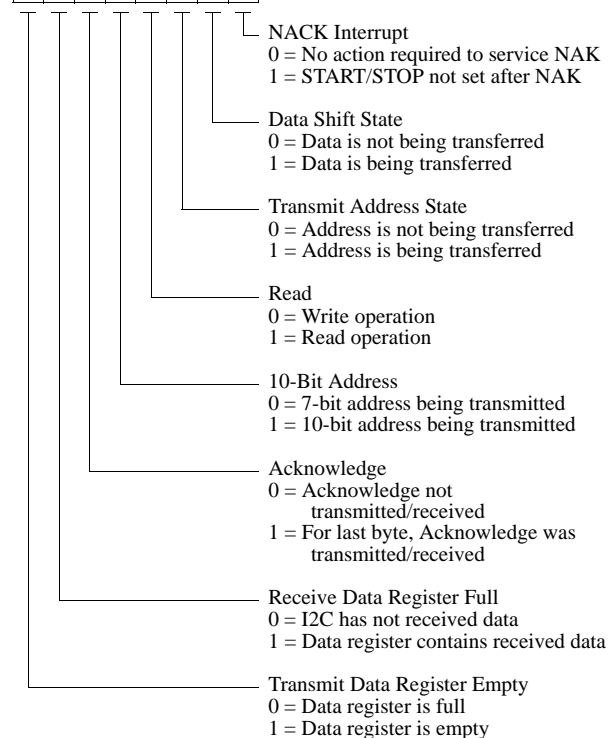 NACK Interrupt
0 = No action required to service NAK
1 = START/STOP not set after NAK
Data Shift State
0 = Data is not being transferred
1 = Data is being transferred
Transmit Address State
0 = Address is not being transferred
1 = Address is being transferred
Read
0 = Write operation
1 = Read operation
10-Bit Address
0 = 7-bit address being transmitted
1 = 10-bit address being transmitted
Acknowledge
0 = Acknowledge not
transmitted/received
1 = For last byte, Acknowledge was
transmitted/received
Receive Data Register Full
0 = I2C has not received data
1 = Data register contains received data
Transmit Data Register Empty
0 = Data register is full
1 = Data register is empty